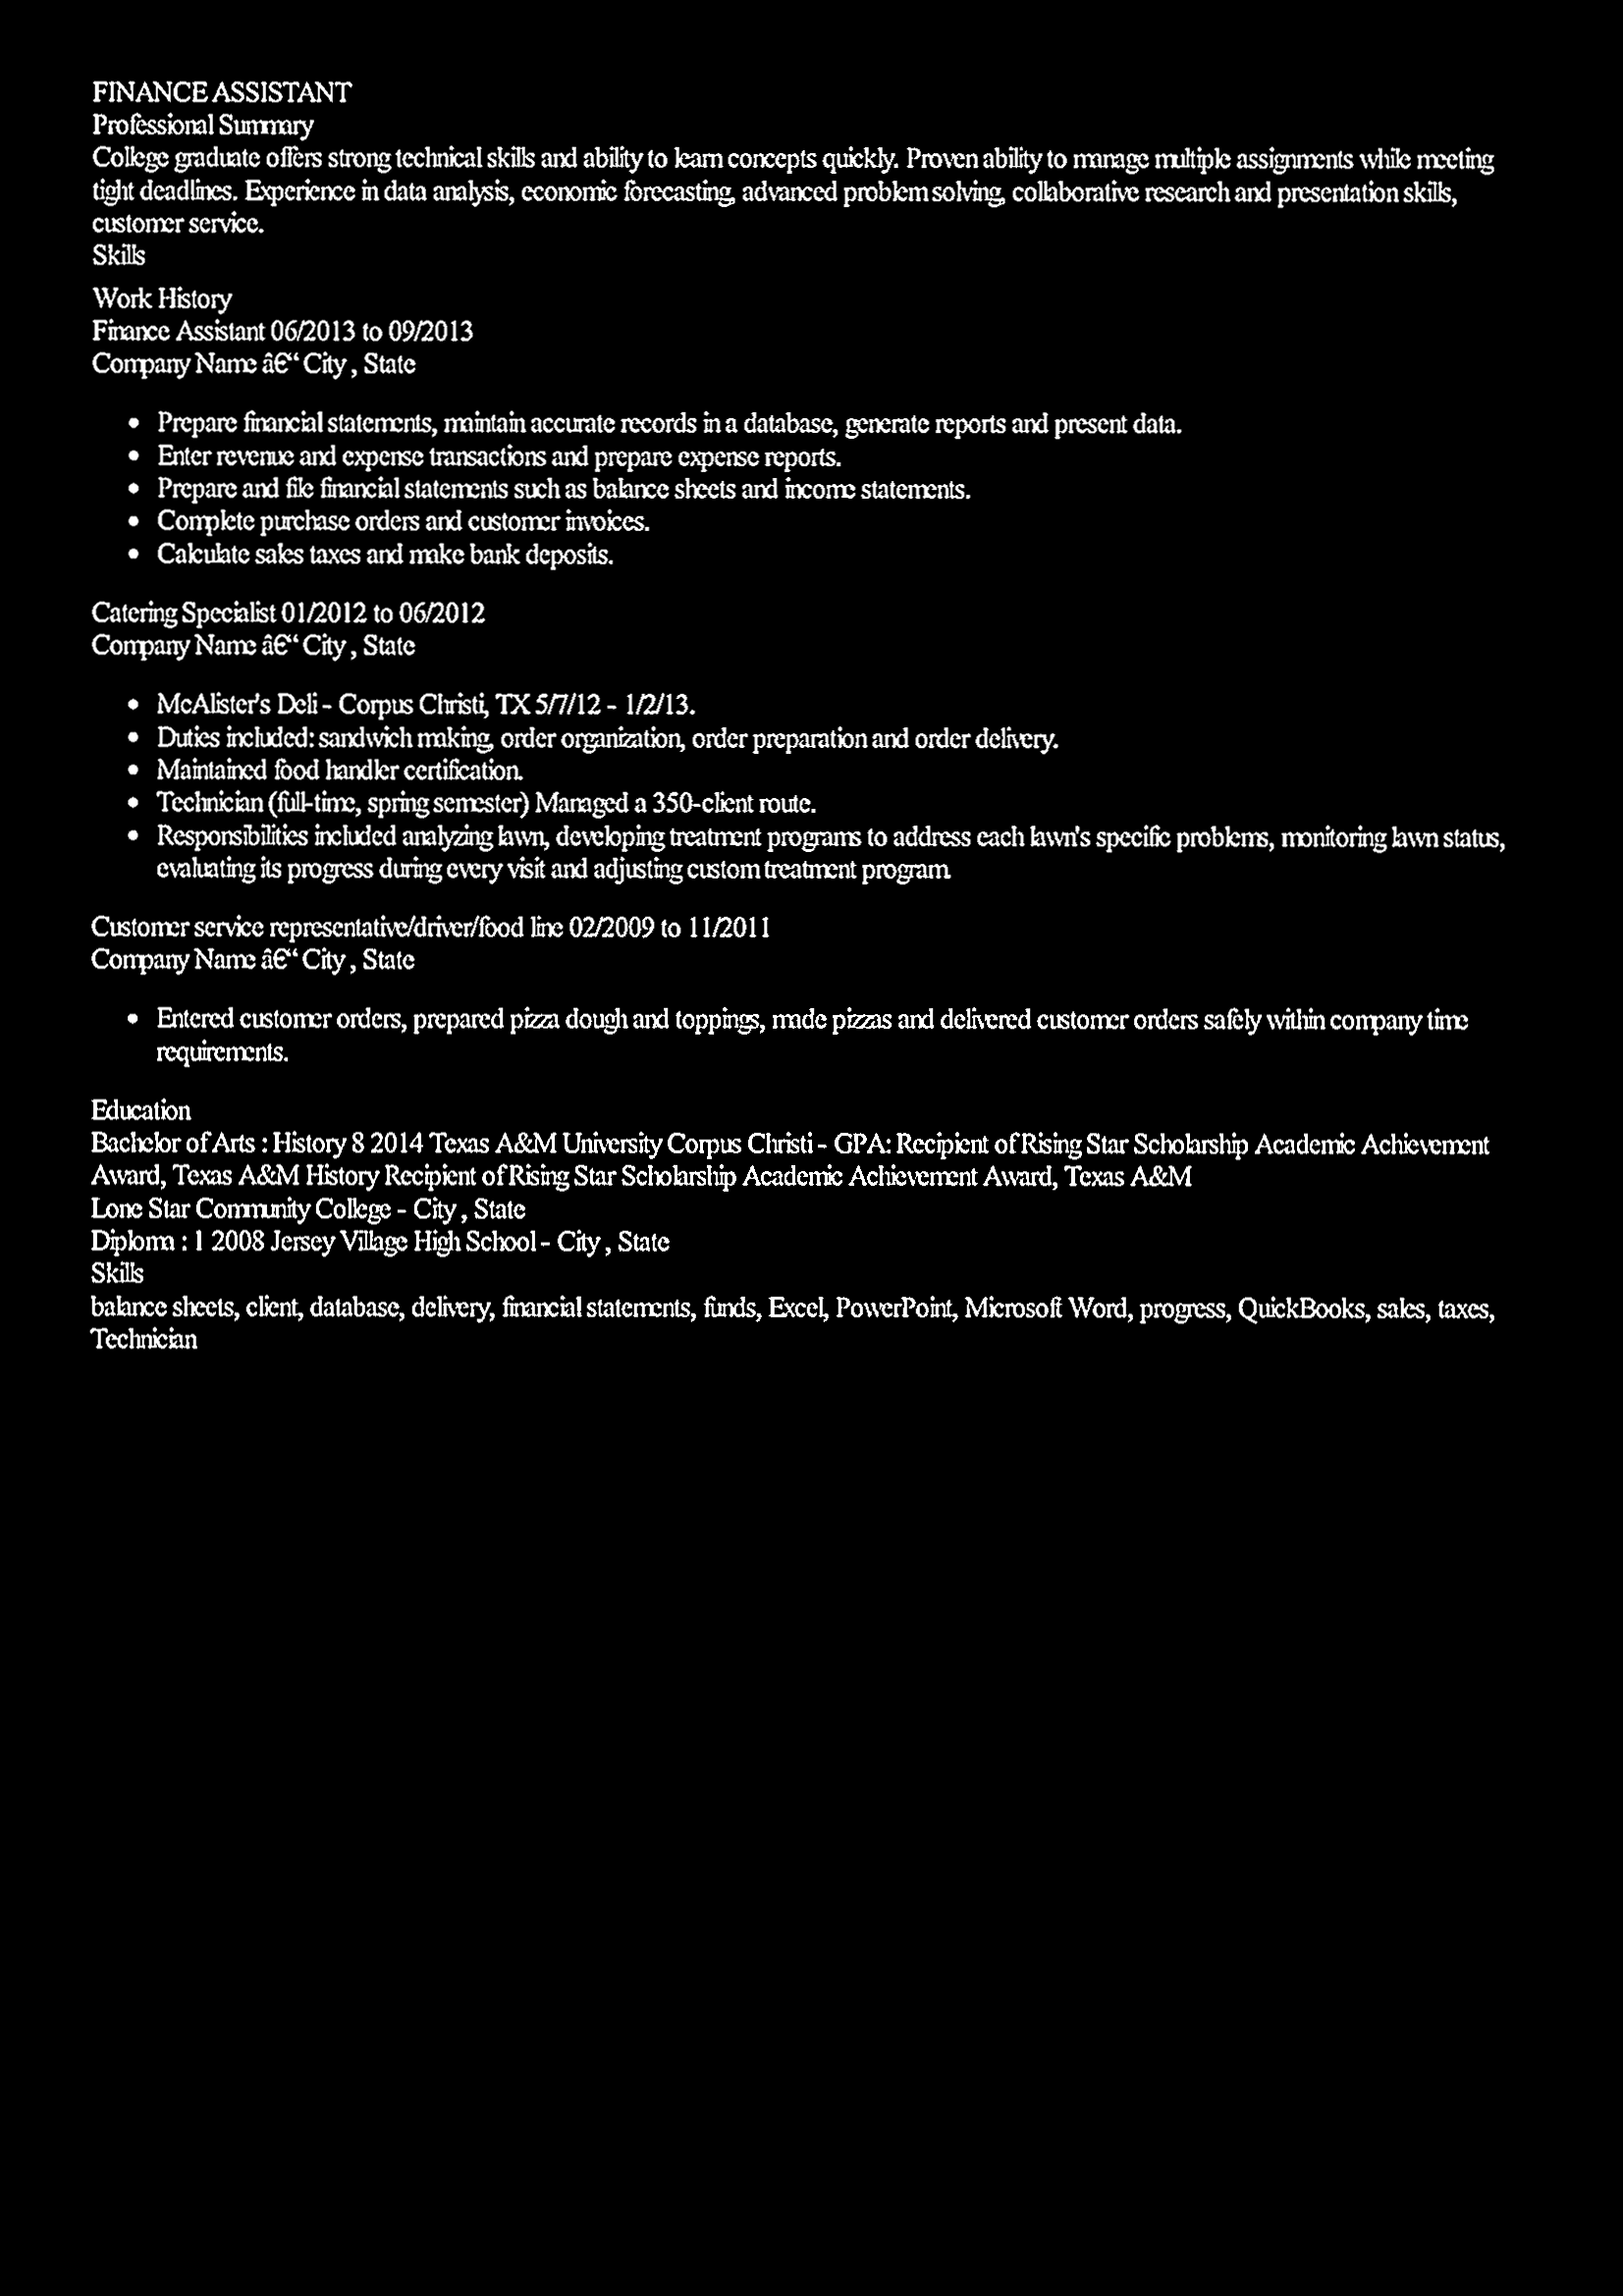 FINANCE ASSISTANT
Professional Summary
College graduate offers strong technical skills and ability to learn concepts quickly. Proven ability to manage multiple assignments while meeting
tight deadlines. Experience in data analysis, economic forecasting, advanced problem solving, collaborative research and presentation skills,
customer service.
Skills
Work History
Finance Assistant 06/2013 to 09/2013
Company Name â€“ City , State
• Prepare financial statements, maintain accurate records in a database, generate reports and present data.
• Enter revenue and expense transactions and prepare expense reports.
• Prepare and file financial statements such as balance sheets and income statements.
• Complete purchase orders and customer invoices.
• Calculate sales taxes and make bank deposits.
Catering Specialist 01/2012 to 06/2012
Company Name â€“ City , State
• McAlister's Deli - Corpus Christi, TX 5/7/12 - 1/2/13.
• Duties included: sandwich making, order organization, order preparation and order delivery.
• Maintained food handler certification.
• Technician (full-time, spring semester) Managed a 350-client route.
• Responsibilities included analyzing lawn, developing treatment programs to address each lawn's specific problems, monitoring lawn status,
evaluating its progress during every visit and adjusting custom treatment program.
Customer service representative/driver/food line 02/2009 to 11/2011
Company Name â€“ City , State
• Entered customer orders, prepared pizza dough and toppings, made pizzas and delivered customer orders safely within company time
requirements.
Education
Bachelor of Arts : History 8 2014 Texas A&M University Corpus Christi - GPA: Recipient of Rising Star Scholarship Academic Achievement
Award, Texas A&M History Recipient of Rising Star Scholarship Academic Achievement Award, Texas A&M
Lone Star Community College - City , State
Diploma : 1 2008 Jersey Village High School - City , State
Skills
balance sheets, client, database, delivery, financial statements, funds, Excel, PowerPoint, Microsoft Word, progress, QuickBooks, sales, taxes,
Technician